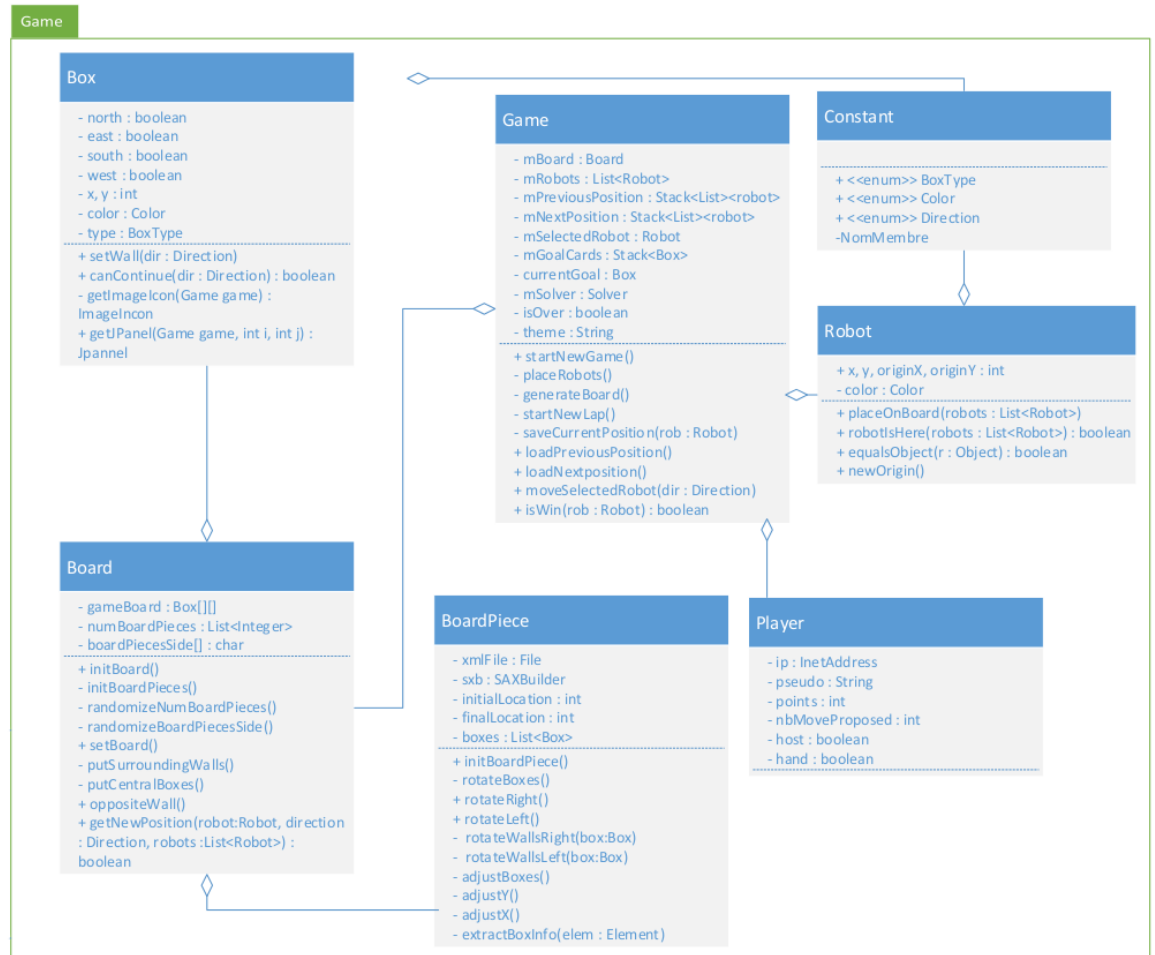 Game
Box
- north : boolean
- east : boolean
- south : boolean
- west : boolean
- x, y : int
- color : Color
- type : BoxType
+ setWall(dir : Direction)
+ canContinue(dir : Direction) : boolean
- getImageIcon(Game game) :
ImageIncon
+ getJPanel(Game game, int i, int j) :
Jpannel
Game
- mBoard : Board
- mRobots : List<Robot>
- mPreviousPosition : Stack<List><robot>
- mNextPosition : Stack<List><robot>
- mSelectedRobot : Robot
- mGoalCards : Stack<Box>
- currentGoal : Box
- mSolver : Solver
- isOver : boolean
- theme : String
+ startNewGame()
- placeRobots()
- generateBoard()
- startNewLap()
- saveCurrentPosition(rob : Robot)
+ loadPreviousPosition()
+ loadNextposition()
+ moveSelectedRobot(dir : Direction)
+ isWin(rob : Robot) : boolean
Constant
+ <<enum>> BoxType
+ <<enum>> Color
+ <<enum>> Direction
-NomMembre
Robot
+ x, y, originX, originY : int
- color : Color
+ placeOnBoard(robots : List<Robot>)
+ robotIsHere(robots : List<Robot>) : boolean
+ equalsObject(r : Object) : boolean
+ newOrigin()
Board
- gameBoard : Box[][]
- numBoardPieces : List<Integer>
- boardPiecesSide[] : char
+ initBoard()
- initBoardPieces()
- randomizeNumBoardPieces()
- randomizeBoardPiecesSide()
+ setBoard()
- putSurroundingWalls()
- putCentralBoxes()
+ oppositeWall()
+ getNewPosition(robot:Robot, direction
: Direction, robots :List<Robot>) :
boolean
BoardPiece
- xmlFile : File
- sxb : SAXBuilder
- initialLocation : int
- finalLocation : int
- boxes : List<Box>
+ initBoardPiece()
- rotateBoxes()
+ rotateRight()
+ rotateLeft()
- rotateWallsRight(box:Box)
- rotateWallsLeft(box:Box)
- adjustBoxes()
- adjustY()
- adjustX()
- extractBoxInfo(elem : Element)
Player
- ip : InetAddress
- pseudo : String
- points : int
- nbMoveProposed : int
- host : boolean
- hand : boolean